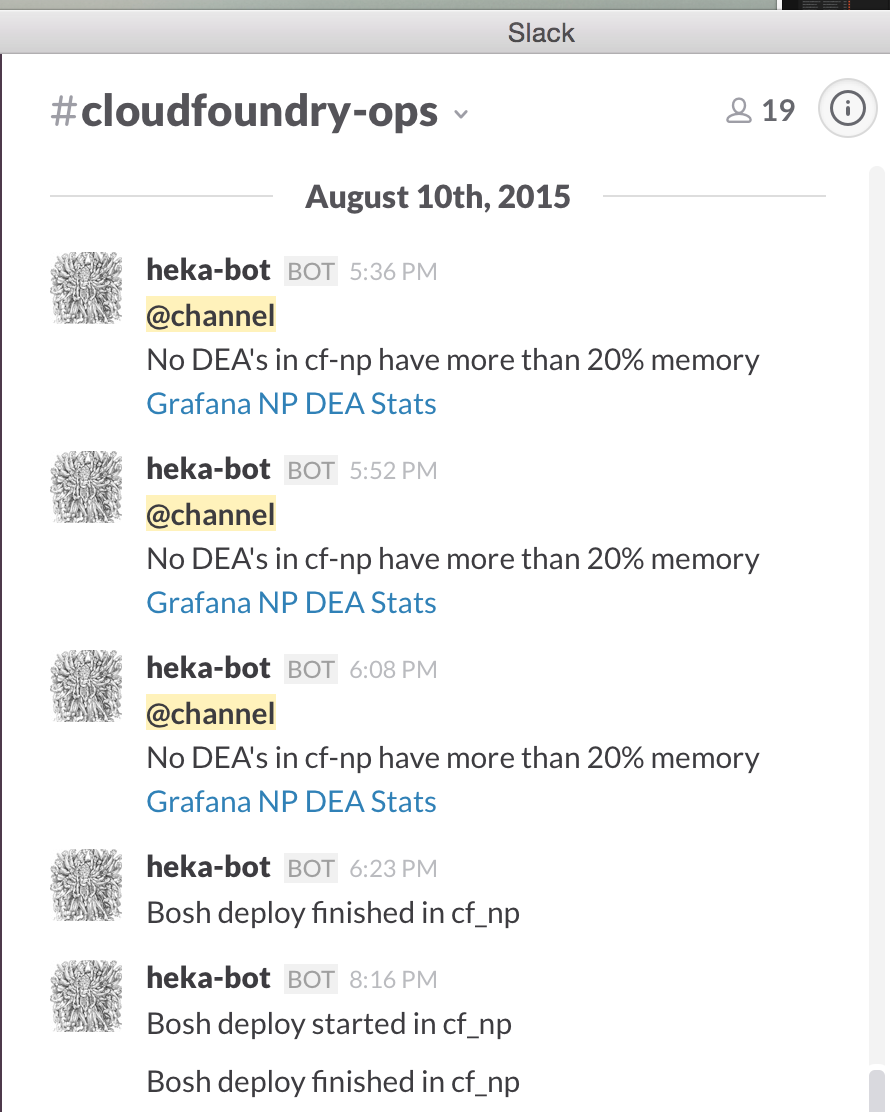 Slack
#cloudfoundry-ops
19
August 10th, 2015
heka-bot BOT 5:36 PM
@channel
No DEA's in cf-np have more than 20% memory
Grafana NP DEA Stats
heka-bot BOT 5:52 PM
@channel
No DEA's in cf-np have more than 20% memory
Grafana NP DEA Stats
heka-bot BOT 6:08 PM
@channel
No DEA's in cf-np have more than 20% memory
Grafana NP DEA Stats
heka-bot BOT 6:23 PM
Bosh deploy finished in cf_np
heka-bot BOT 8:16 PM
Bosh deploy started in cf_np
Bosh deploy finished in cf_np